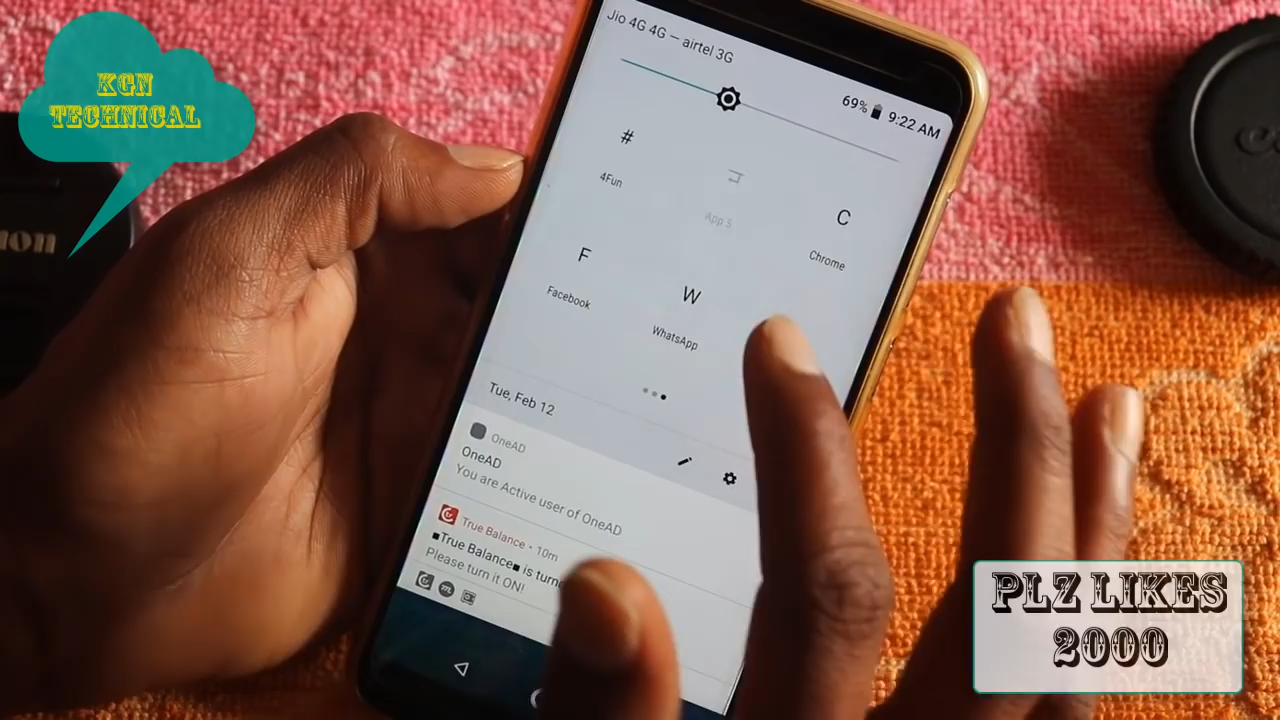 KGN
TECHNICAL
Jio 4G 4G — airtel 3G
69% 9:22 AM
#
4Fun
App 5
C
Chrome
F
Facebook
W
WhatsApp
Tue, Feb 12
OneAD
OneAD
You are Active user of OneAD
True Balance • 10m
■True Balance■ is turn
Please turn it ON!
non
PLZ LIKES
2000